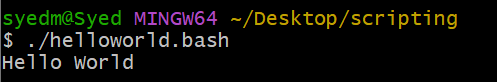 syedm@Syed MINGW64 ~/Desktop/scripting
$ ./helloworld.bash
Hello World